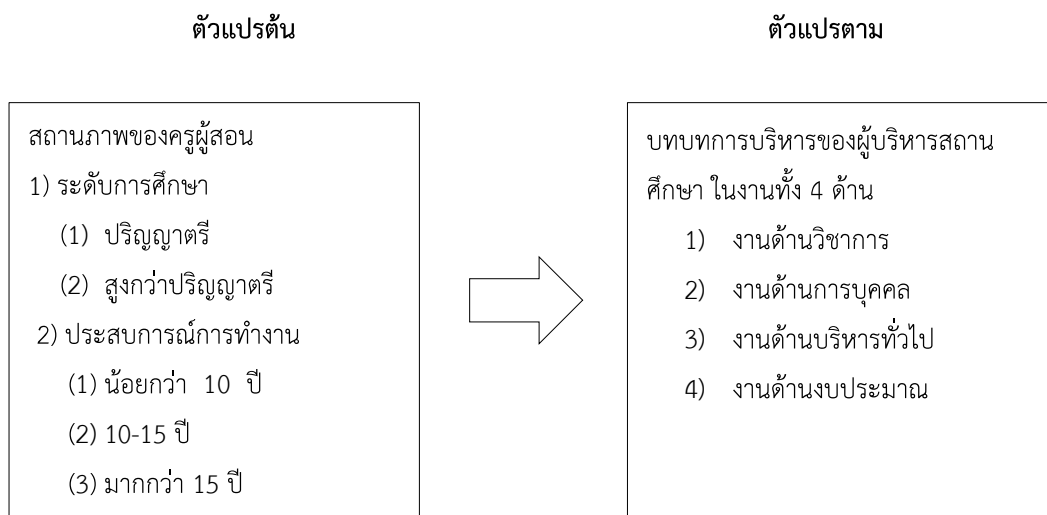 ตัวแปรต้น
ตัวแปรตาม
สถานภาพของครูผู้สอน
1) ระดับการศึกษา
(1) ปริญญาตรี
(2) สูงกว่าปริญญาตรี
2) ประสบการณ์การทำงาน
(1) น้อยกว่า 10 ปี
(2) 10-15 ปี
(3) มากกว่า 15 ปี
บทบทการบริหารของผู้บริหารสถาน
ศึกษา ในงานทั้ง 4 ด้าน
1) งานด้านวิชาการ
2) งานด้านการบุคคล
3) งานด้านบริหารทั่วไป
4) งานด้านงบประมาณ